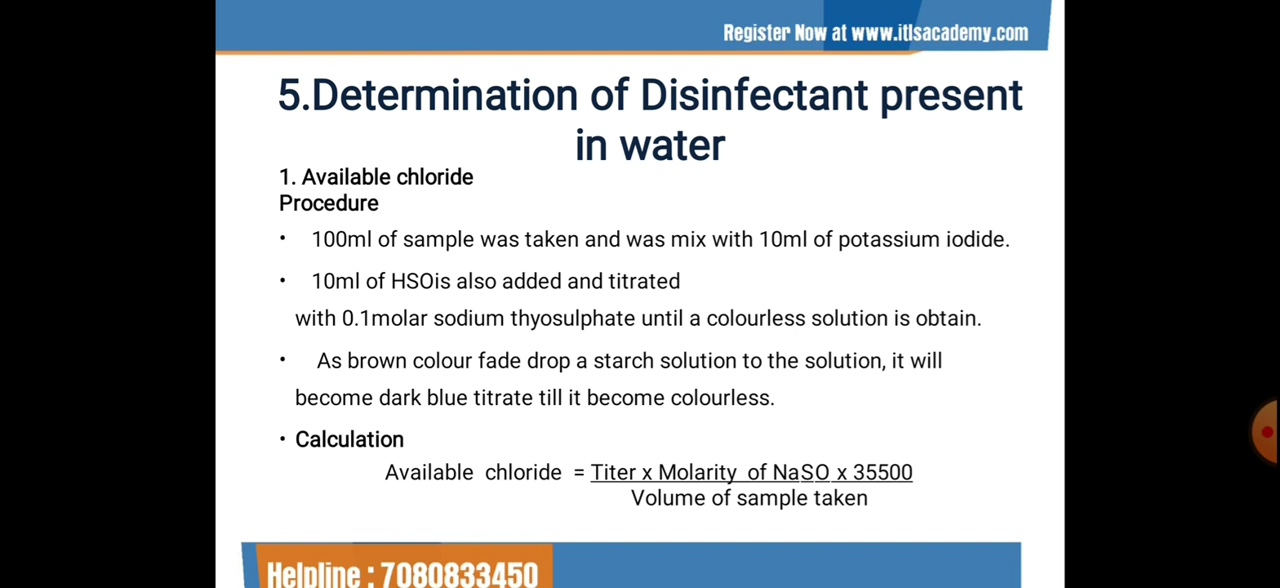 Register Now at www.itlsacademy.com
5.Determination of Disinfectant present
in water
1. Available chloride
Procedure
• 100ml of sample was taken and was mix with 10ml of potassium iodide.
• 10ml of HSOis also added and titrated
with 0.1molar sodium thyosulphate until a colourless solution is obtain.
• As brown colour fade drop a starch solution to the solution, it will
become dark blue titrate till it become colourless.
• Calculation
Available chloride = Titer x Molarity of NaSO x 35500
Volume of sample taken
Helpline : 7080833450